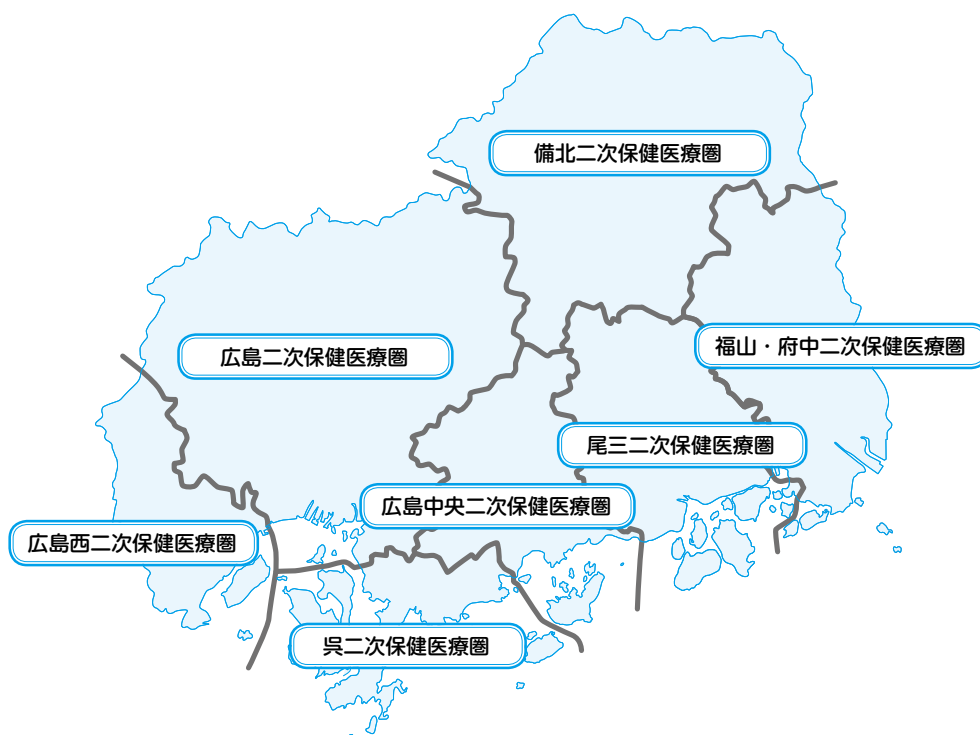 備北二次保健医療圏
福山・府中二次保健医療圏
広島二次保健医療圏
尾三二次保健医療圏
広島中央二次保健医療圏
広島西二次保健医療圏
呉二次保健医療圏